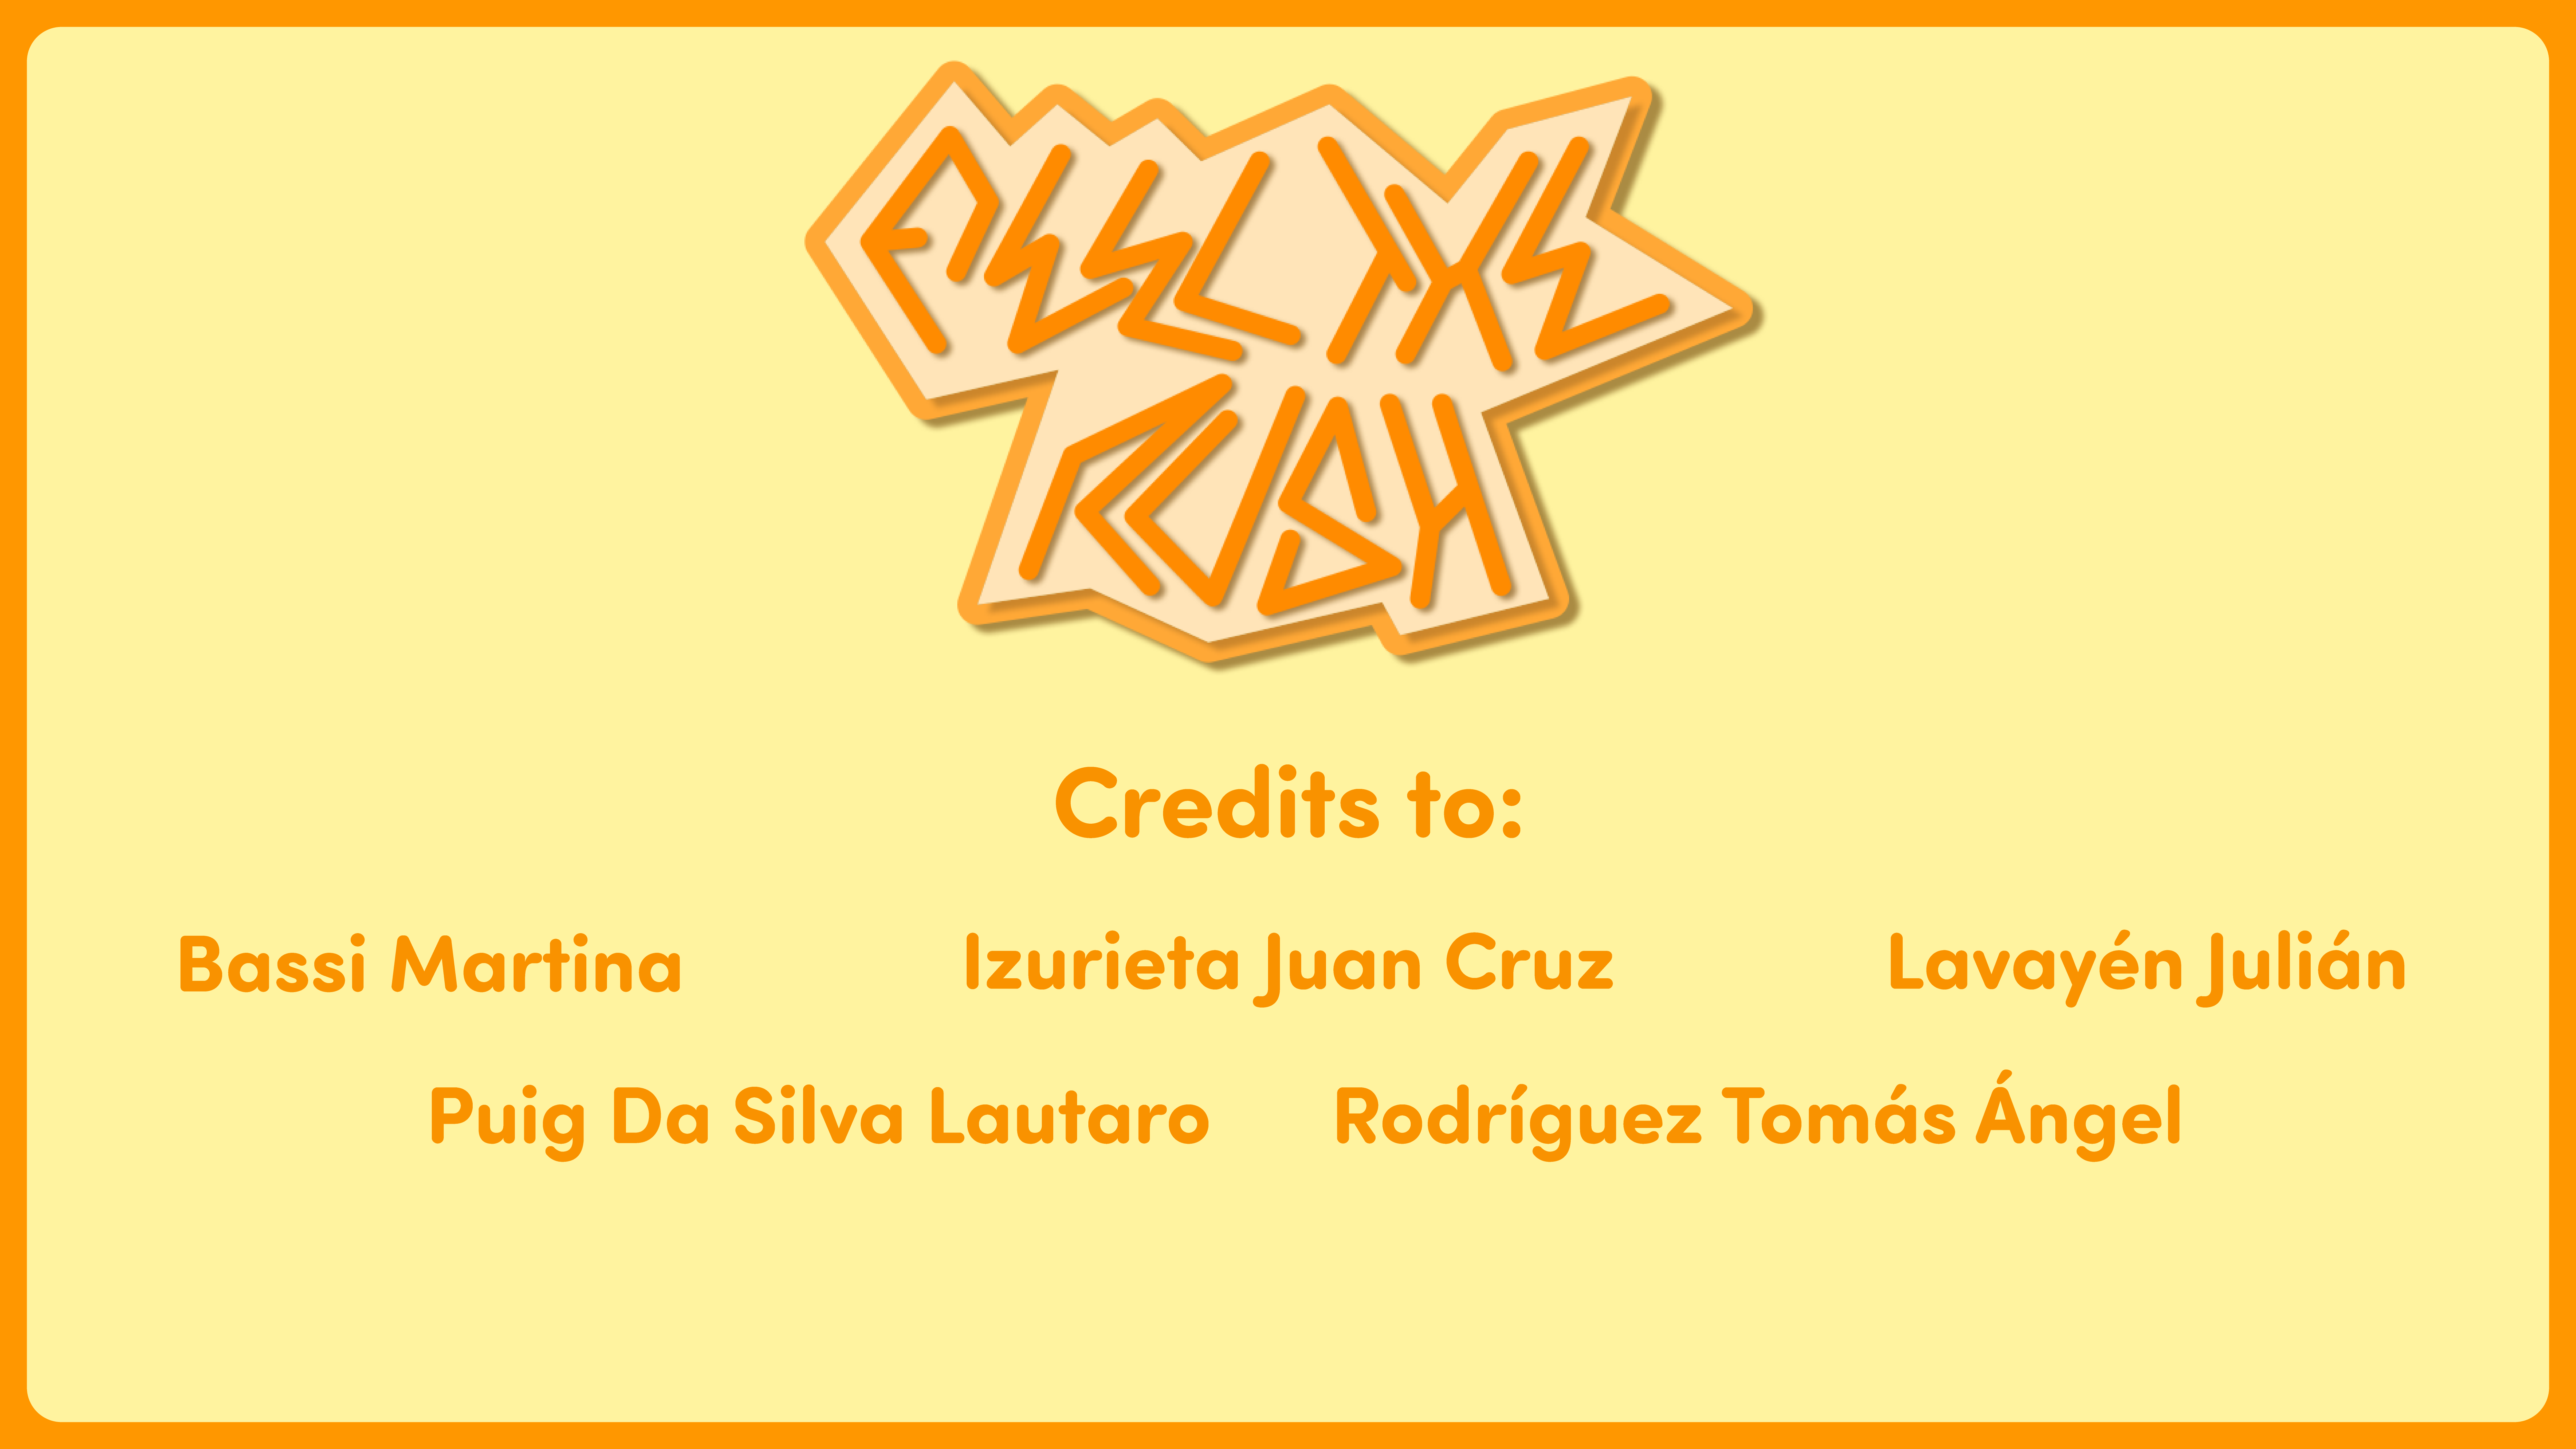 FEEL THE
RUSH
Credits to:
Bassi Martina Izurieta Juan Cruz Lavayén Julián
Puig Da Silva Lautaro Rodríguez Tomás Ángel